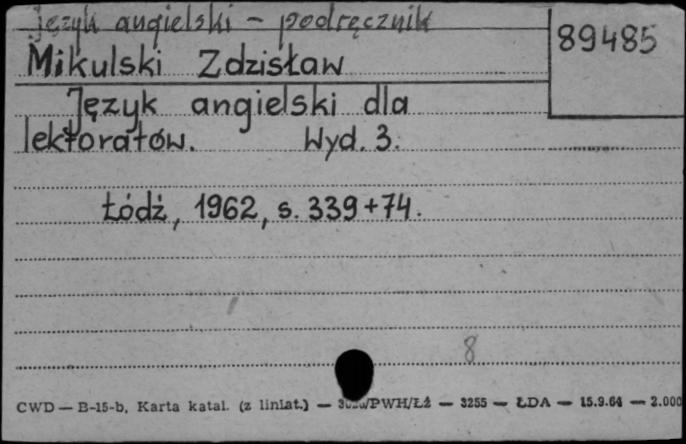 język angielski - podręcznik
89485
Mikulski Zdzisław
Język angielski dla
lektoratów. Wyd. 3.
Łódź, 1962, s. 339+74.
8
CWD — B-15-b, Karta katal. (z liniat.) — /PWH/Łż — 3255 — ŁDA — 15.9.64 — 2.000